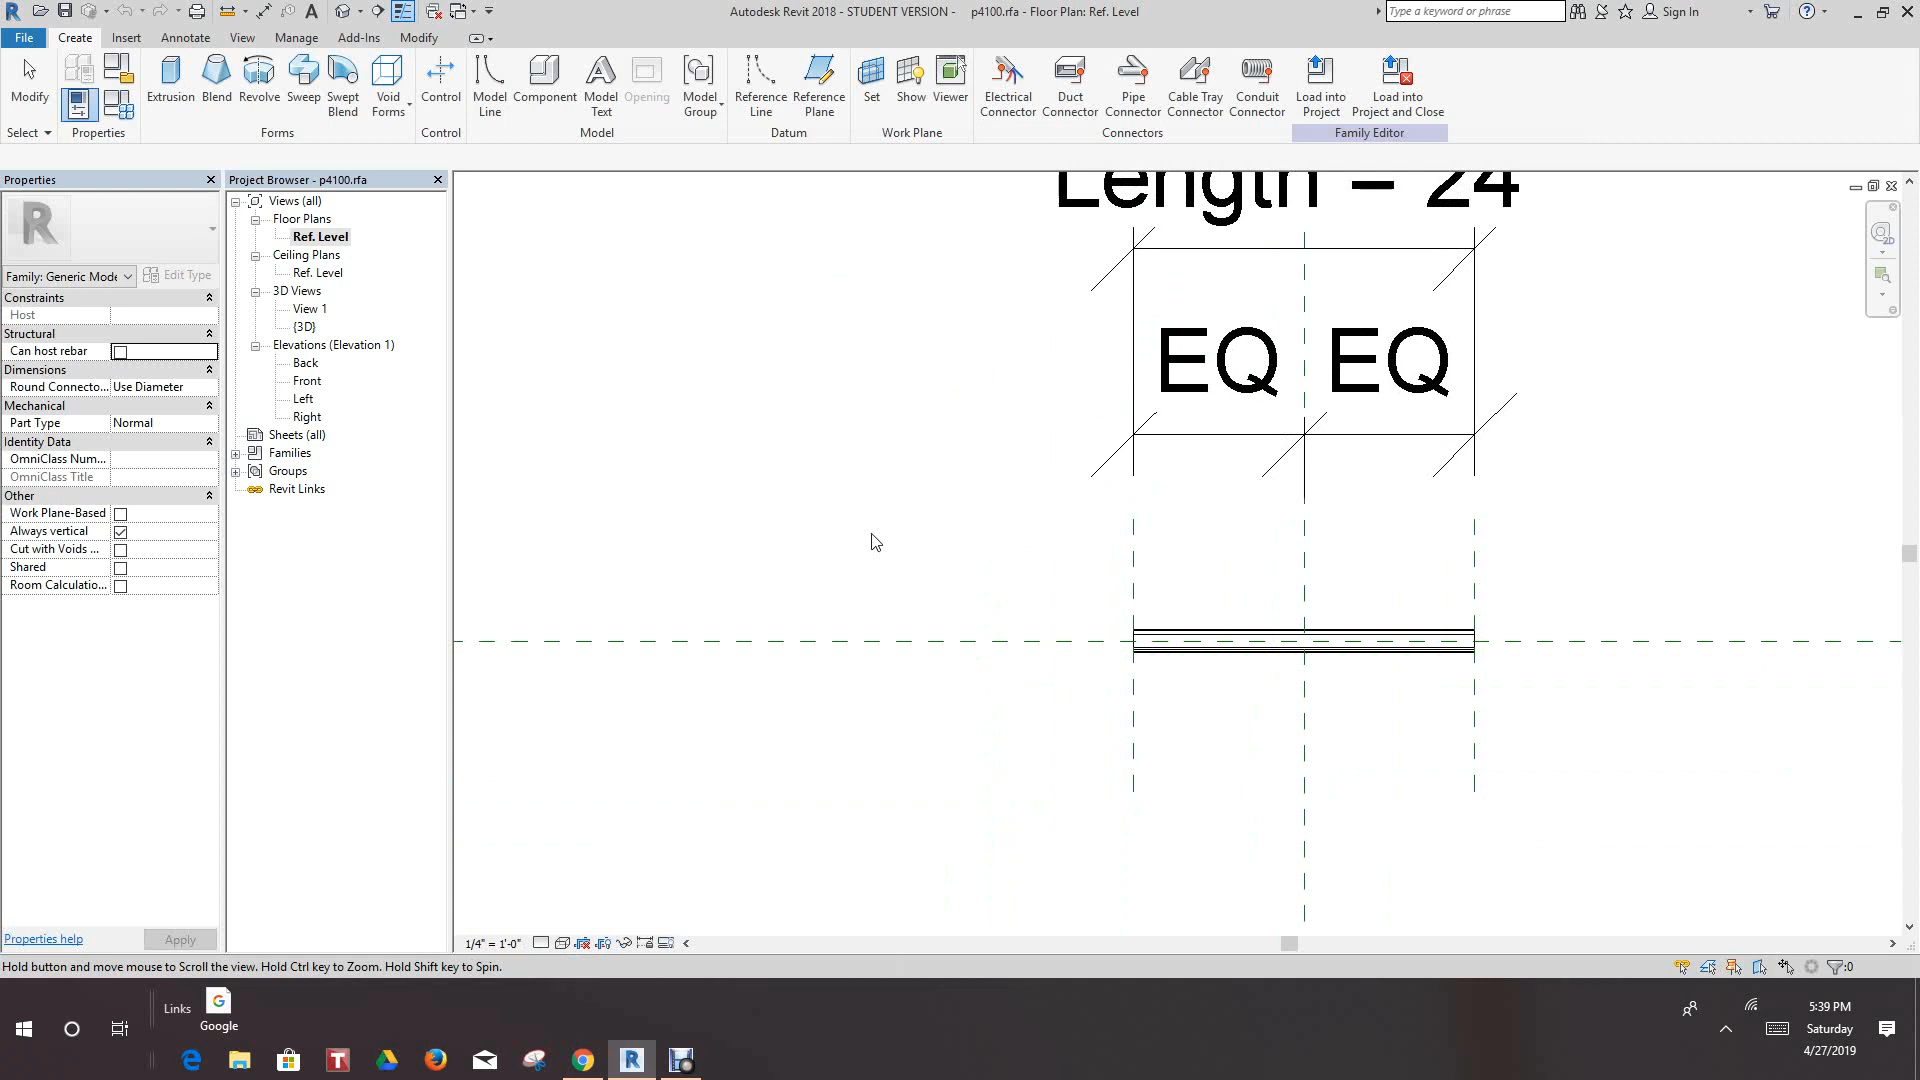 Autodesk Revit 2018 - STUDENT VERSION - p4100.rfa - Floor Plan: Ref. Level
Type a keyword or phrase
Sign In
File Create Insert Annotate View Manage Add-Ins Modify
Modify
Extrusion Blend Revolve Sweep Swept Blend Void Forms
Control
Model Line Component Model Text Opening Model Group
Reference Line Reference Plane
Set Show Viewer
Electrical Connector Duct Connector Pipe Connector Cable Tray Connector Conduit Connector
Load into Project Load into Project and Close
Select Properties Forms Control Model Datum Work Plane Connectors Family Editor
Properties
Family: Generic Mode
Edit Type
Constraints
Host
Structural
Can host rebar
Dimensions
Round Connecto... Use Diameter
Mechanical
Part Type Normal
Identity Data
OmniClass Num...
OmniClass Title
Other
Work Plane-Based
Always vertical
Cut with Voids ...
Shared
Room Calculatio...
Properties help
Apply
Project Browser - p4100.rfa
Views (all)
Floor Plans
Ref. Level
Ceiling Plans
Ref. Level
3D Views
View 1
{3D}
Elevations (Elevation 1)
Back
Front
Left
Right
Sheets (all)
Families
Groups
Revit Links
Length = 24
EQ EQ
2D
1/4" = 1'-0"
Hold button and move mouse to Scroll the view. Hold Ctrl key to Zoom. Hold Shift key to Spin.
:0
Links
Google
5:39 PM
Saturday
4/27/2019